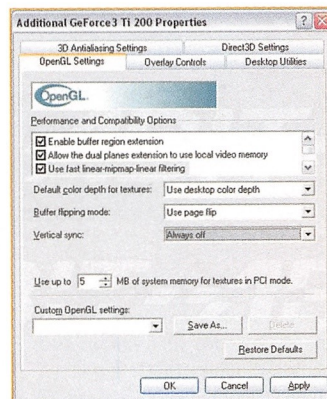 Additional GeForce3 Ti 200 Properties
3D Antialiasing Settings
Direct3D Settings
OpenGL Settings
Overlay Controls
Desktop Utilities
OpenGL.
Performance and Compatibility Options
Enable buffer region extension
Allow the dual planes extension to use local video memory
Use fast linear-mipmap-linear filtering
Default color depth for textures: Use desktop color depth
Buffer flipping mode: Use page flip
Vertical sync: Always off
Use up to 5 MB of system memory for textures in PCI mode.
Custom OpenGL settings:
Save As... Delete
Restore Defaults
OK Cancel Apply